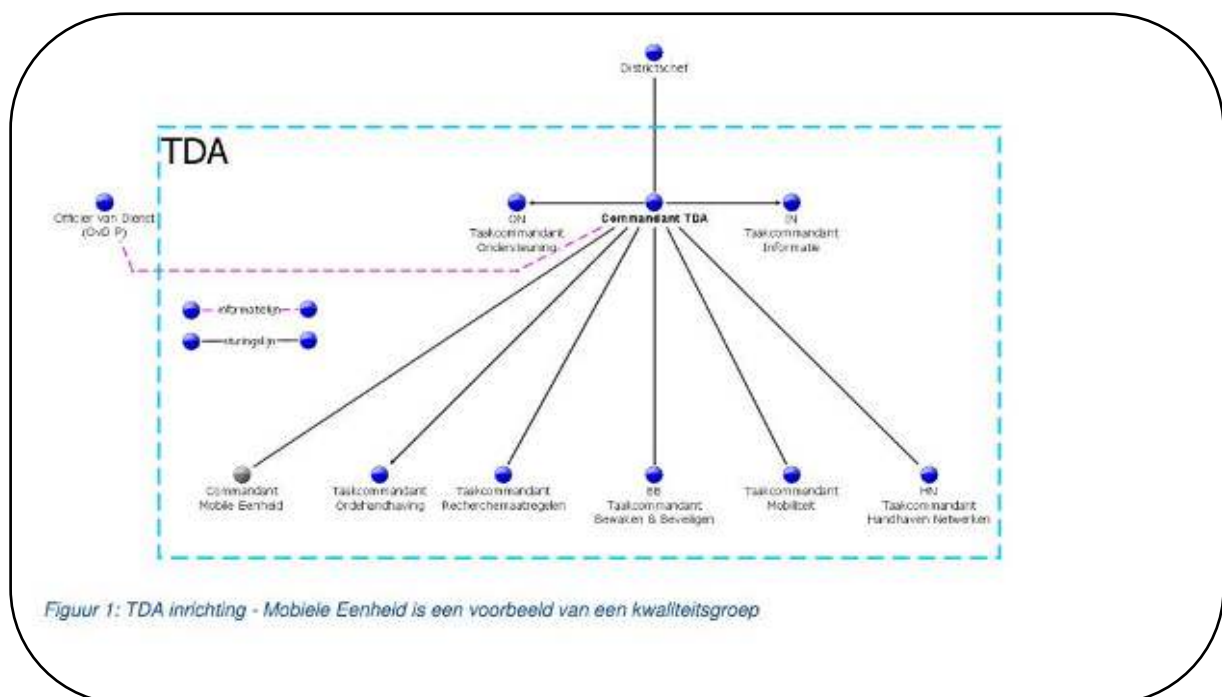 Districtschef
TDA
Officier van Dienst
(OvD P)
ON
Taakcommandant
Ondersteuning
Commandant TDA
IN
Taakcommandant
Informatie
informatielijn
sturingslijn
Commandant
Mobile Eenheid
Taakcommandant
Ordehandhaving
Taakcommandant
Recherchemaatregelen
BB
Taakcommandant
Bewaken & Beveiligen
Taakcommandant
Mobiliteit
HN
Taakcommandant
Handhaven Netwerken
Figuur 1: TDA inrichting - Mobiele Eenheid is een voorbeeld van een kwaliteitsgroep